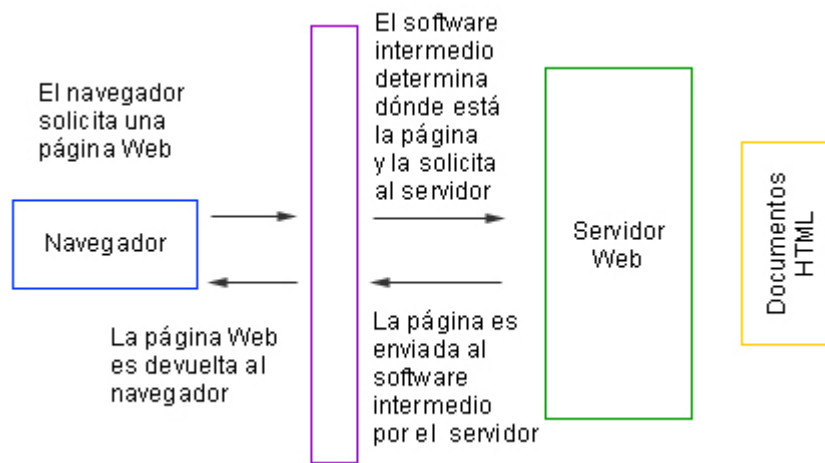 El navegador
solicita una
página Web
Navegador
La página Web
es devuelta al
navegador
El software
intermedio
determina
dónde está
la página
y la solicita
al servidor
La página es
enviada al
software
intermedio
por el servidor
Servidor
Web
Documentos
HTML